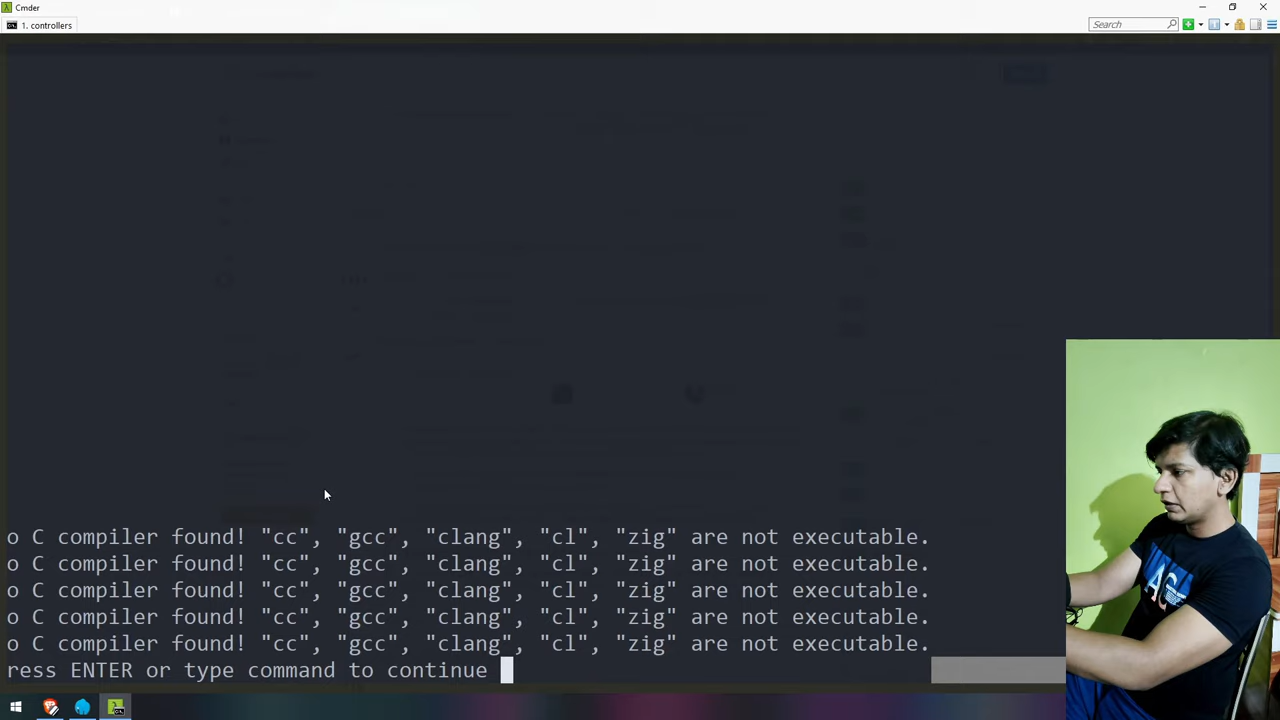 Cmder
1. controllers
Search
o C compiler found! "cc", "gcc", "clang", "cl", "zig" are not executable.
o C compiler found! "cc", "gcc", "clang", "cl", "zig" are not executable.
o C compiler found! "cc", "gcc", "clang", "cl", "zig" are not executable.
o C compiler found! "cc", "gcc", "clang", "cl", "zig" are not executable.
o C compiler found! "cc", "gcc", "clang", "cl", "zig" are not executable.
ress ENTER or type command to continue